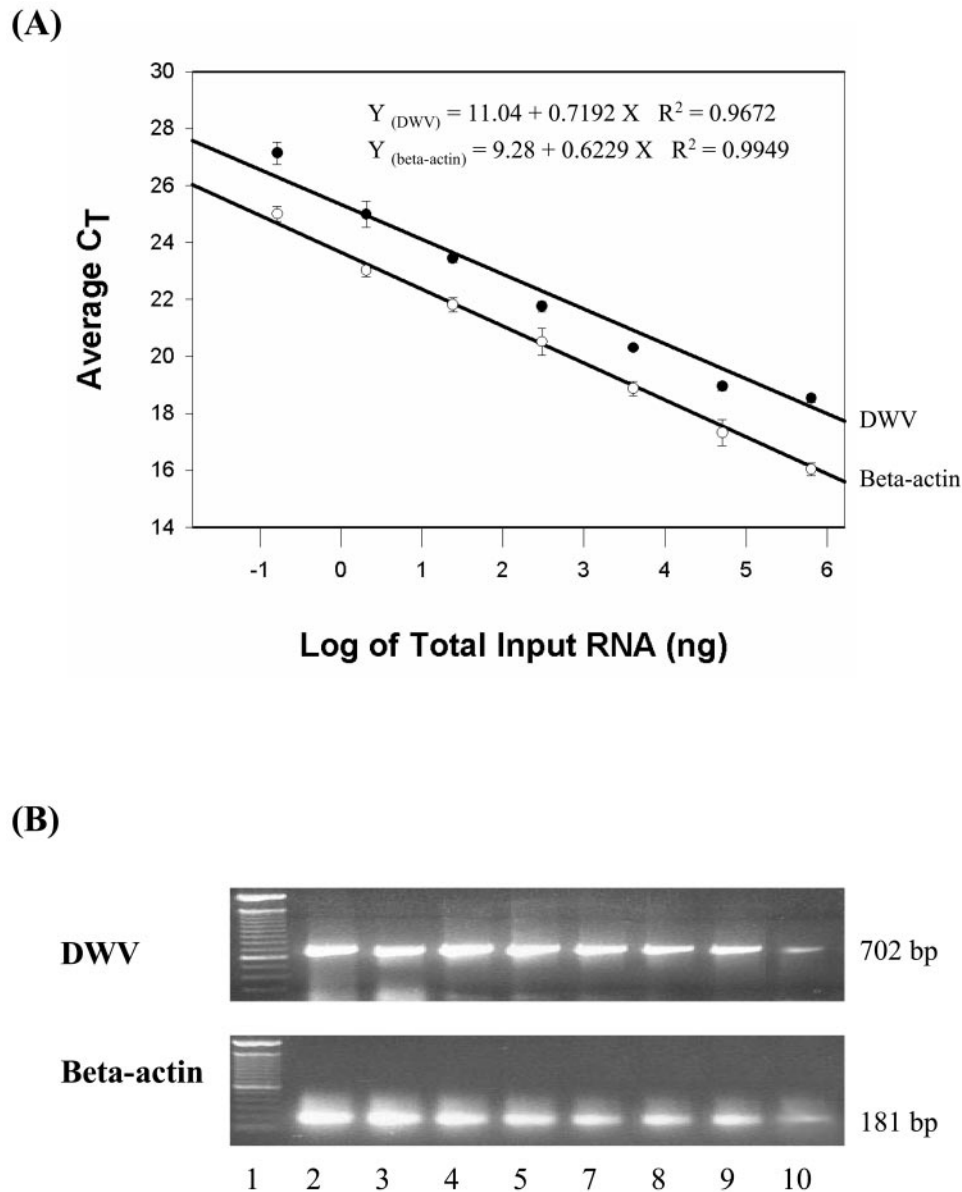 (A)
30
28
26
24
22
20
18
16
14
Average CT
Y (DWV) = 11.04 + 0.7192 X R² = 0.9672
Y (beta-actin) = 9.28 + 0.6229 X R² = 0.9949
DWV
Beta-actin
-1 0 1 2 3 4 5 6
Log of Total Input RNA (ng)
(B)
DWV 702 bp
Beta-actin 181 bp
1 2 3 4 5 7 8 9 10